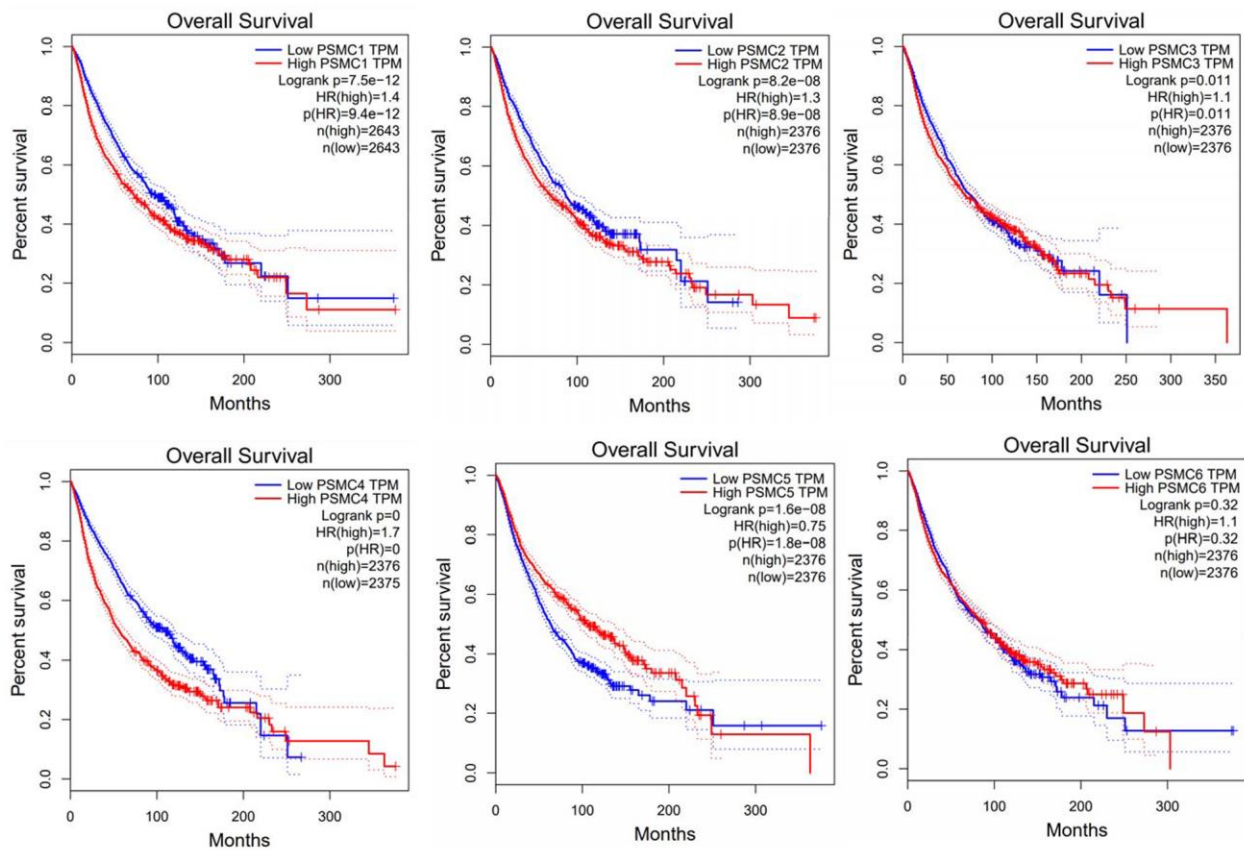 Overall Survival
Low PSMC1 TPM
High PSMC1 TPM
Logrank p=7.5e−12
HR(high)=1.4
p(HR)=9.4e−12
n(high)=2643
n(low)=2643
Percent survival
1.0
0.8
0.6
0.4
0.2
0.0
0 100 200 300
Months
Overall Survival
Low PSMC2 TPM
High PSMC2 TPM
Logrank p=8.2e−08
HR(high)=1.3
p(HR)=8.9e−08
n(high)=2376
n(low)=2376
Percent survival
1.0
0.8
0.6
0.4
0.2
0.0
0 100 200 300
Months
Overall Survival
Low PSMC3 TPM
High PSMC3 TPM
Logrank p=0.011
HR(high)=1.1
p(HR)=0.011
n(high)=2376
n(low)=2376
Percent survival
1.0
0.8
0.6
0.4
0.2
0.0
0 50 100 150 200 250 300 350
Months
Overall Survival
Low PSMC4 TPM
High PSMC4 TPM
Logrank p=0
HR(high)=1.7
p(HR)=0
n(high)=2376
n(low)=2375
Percent survival
1.0
0.8
0.6
0.4
0.2
0.0
0 100 200 300
Months
Overall Survival
Low PSMC5 TPM
High PSMC5 TPM
Logrank p=1.6e−08
HR(high)=0.75
p(HR)=1.8e−08
n(high)=2376
n(low)=2376
Percent survival
1.0
0.8
0.6
0.4
0.2
0.0
0 100 200 300
Months
Overall Survival
Low PSMC6 TPM
High PSMC6 TPM
Logrank p=0.32
HR(high)=1.1
p(HR)=0.32
n(high)=2376
n(low)=2376
Percent survival
1.0
0.8
0.6
0.4
0.2
0.0
0 100 200 300
Months